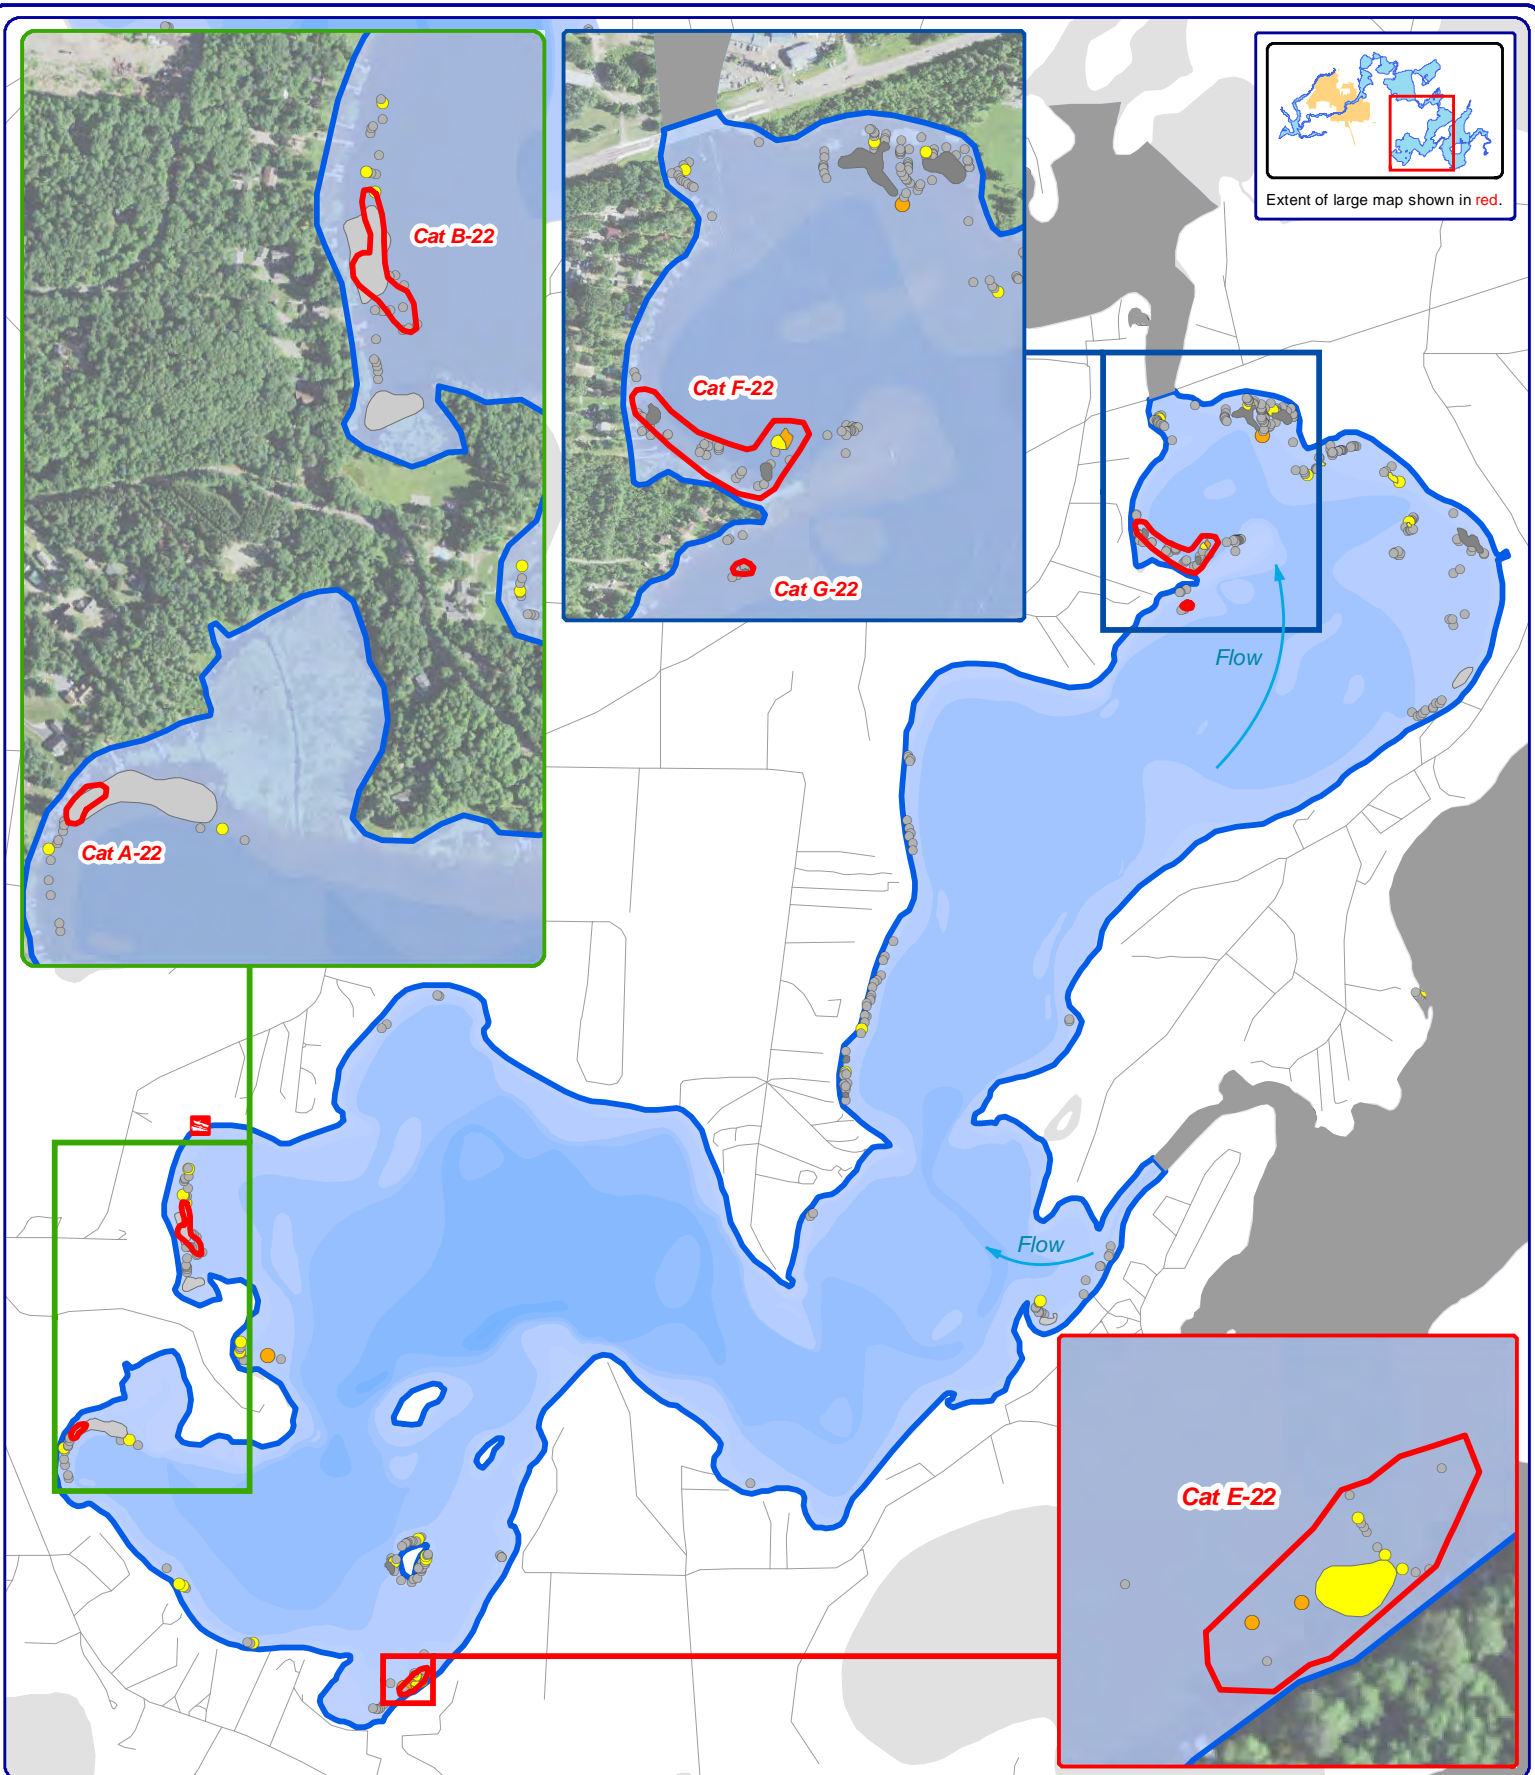 Extent of large map shown in red.
Cat B-22
Cat F-22
Cat G-22
Flow
Cat A-22
Flow
Cat E-22